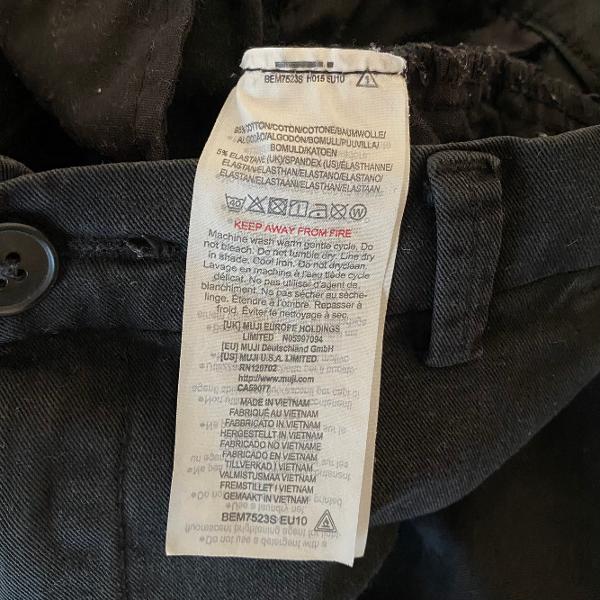 BEM7523S H015 EU10
95% COTTON/COTON/COTONE/BAUMWOLLE/
ALGODÃO/ALGODÓN/BOMULL/PUUVILLA/
BOMULD/KATOEN
5% ELASTANE (UK)/SPANDEX (US)/ÉLASTHANNE/
ELASTAN/ELASTHAN/ELASTANO/ELASTANO/
ELASTAN/ELASTAANI/ELASTHAN/ELASTAAN
40
W
KEEP AWAY FROM FIRE
Machine wash warm gentle cycle. Do
not bleach. Do not tumble dry. Line dry
in shade. Cool iron. Do not dryclean.
Lavage en machine à l'eau tiède cycle
délicat. Ne pas utiliser d'agent de
blanchiment. Ne pas sécher au sèche-
linge. Étendre à l'ombre. Repasser à
froid. Éviter le nettoyage à sec.
[UK] MUJI EUROPE HOLDINGS
LIMITED N05997094
[EU] MUJI Deutschland GmbH
[US] MUJI U.S.A. LIMITED
RN120702
http://www.muji.com
CA59077
MADE IN VIETNAM
FABRIQUÉ AU VIETNAM
FABBRICATO IN VIETNAM
HERGESTELLT IN VIETNAM
FABRICADO NO VIETNAME
FABRICADO EN VIETNAM
TILLVERKAD I VIETNAM
VALMISTUSMAA VIETNAM
FREMSTILLET I VIETNAM
GEMAAKT IN VIETNAM
BEM7523S EU10